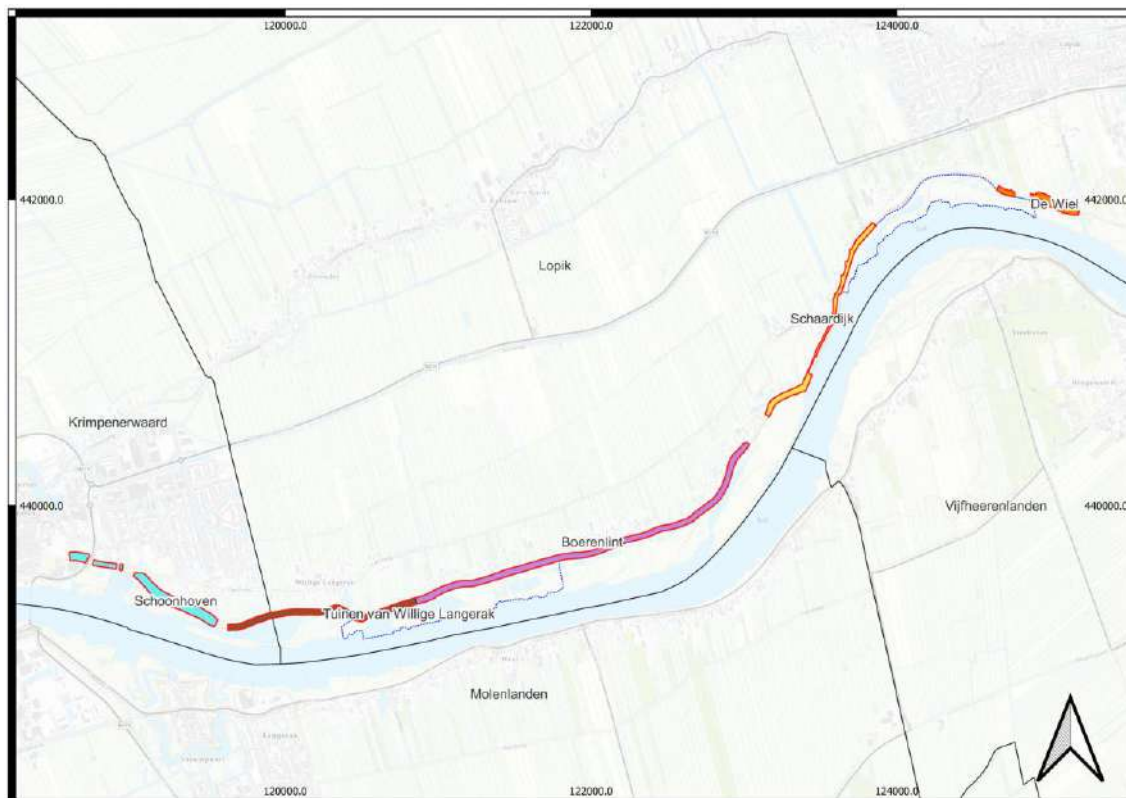 120000.0
122000.0
124000.0
Lopik
442000.0
442000.0
De Wiel
Lopik
Schaardijk
Krimpenerwaard
440000.0
440000.0
Vijfheerenlanden
Boerenlint
Schoonhoven
Tuinen van Willige Langerak
Molenlanden
120000.0
122000.0
124000.0